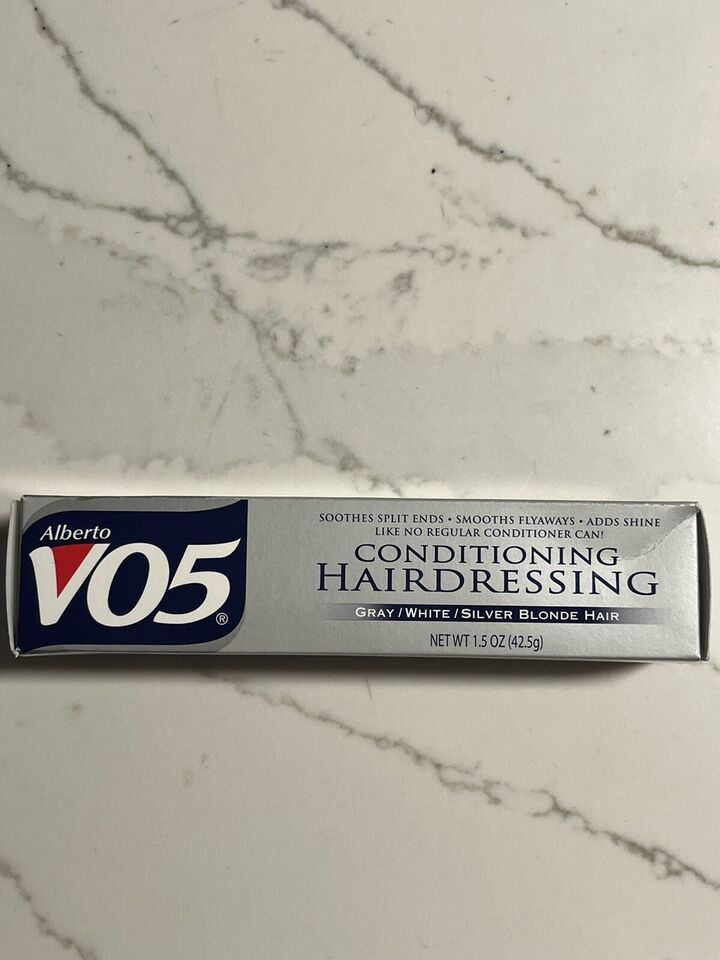 Alberto
VO5®
SOOTHES SPLIT ENDS • SMOOTHS FLYAWAYS • ADDS SHINE
LIKE NO REGULAR CONDITIONER CAN!
CONDITIONING
HAIRDRESSING
GRAY / WHITE / SILVER BLONDE HAIR
NET WT 1.5 OZ (42.5g)